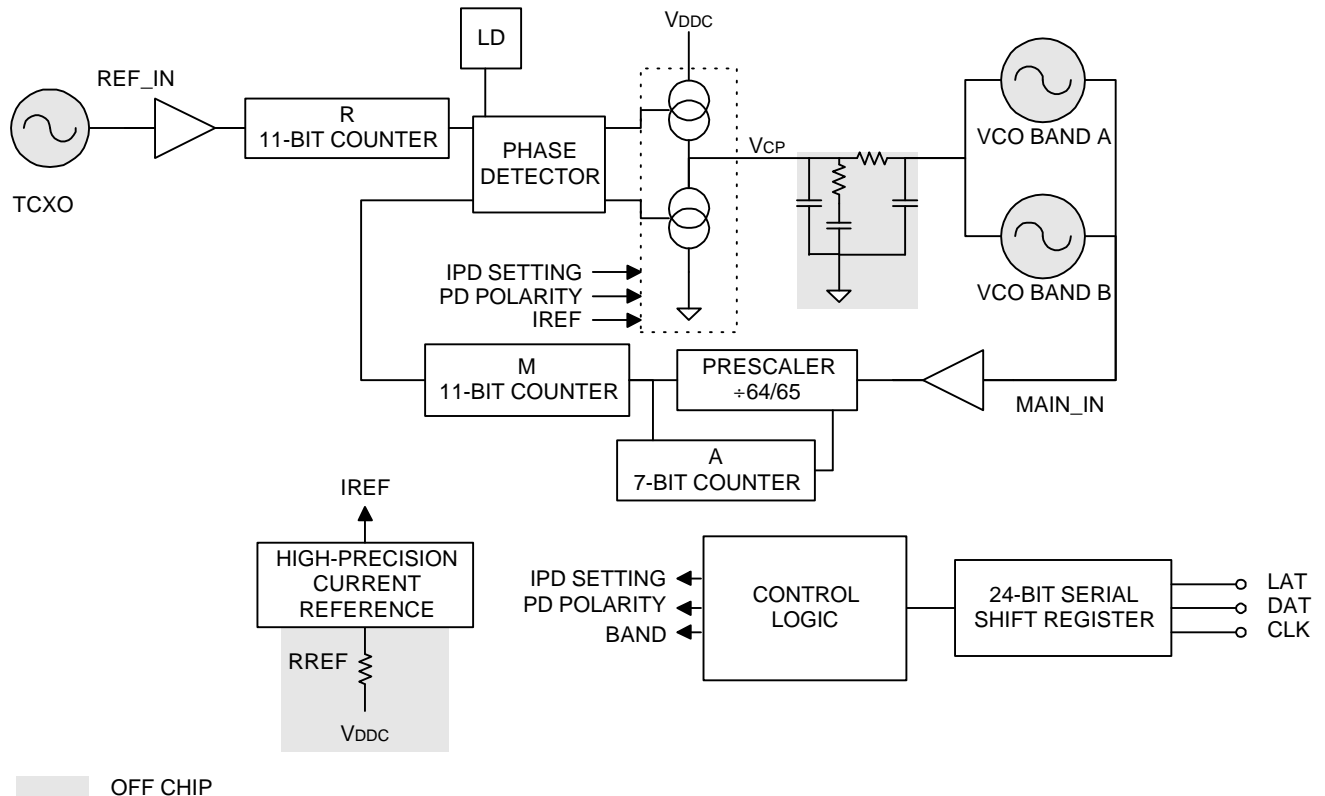 LD
VDDC
REF_IN
R
11-BIT COUNTER
PHASE
DETECTOR
VCP
VCO BAND A
TCXO
VCO BAND B
IPD SETTING
PD POLARITY
IREF
M
11-BIT COUNTER
PRESCALER
÷64/65
MAIN_IN
A
7-BIT COUNTER
IREF
HIGH-PRECISION
CURRENT
REFERENCE
RREF
VDDC
IPD SETTING
PD POLARITY
BAND
CONTROL
LOGIC
24-BIT SERIAL
SHIFT REGISTER
LAT
DAT
CLK
OFF CHIP